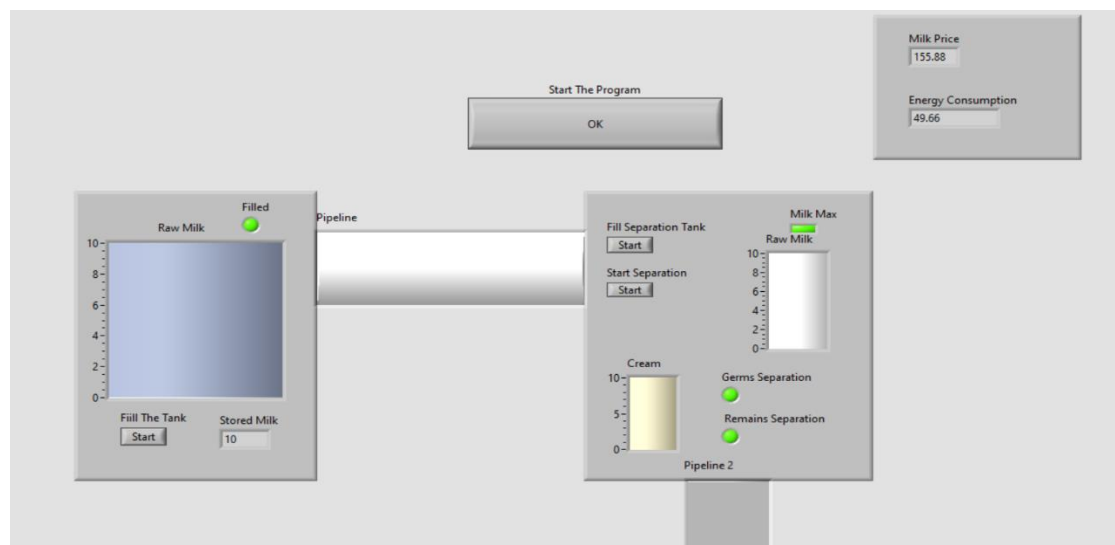 Milk Price
155.88
Energy Consumption
49.66
Start The Program
OK
Filled
Raw Milk
10
8
6
4
2
0
Fiill The Tank
Start
Stored Milk
10
Pipeline
Fill Separation Tank
Start
Start Separation
Start
Milk Max
Raw Milk
10
8
6
4
2
0
Cream
10
5
0
Germs Separation
Remains Separation
Pipeline 2